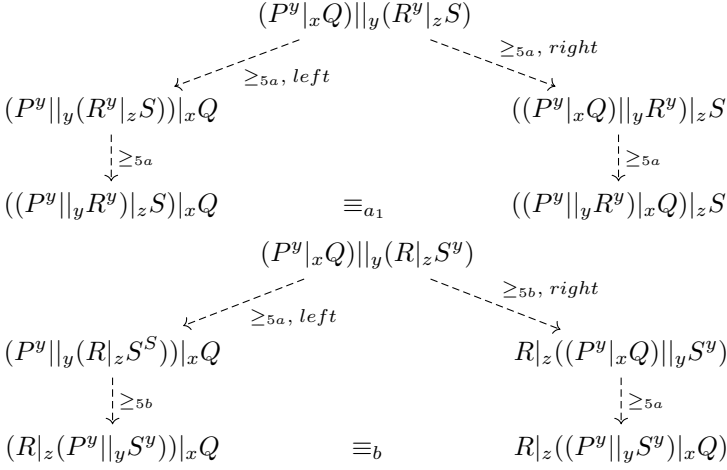 (P^y|_xQ)||_y(R^y|_zS)
≥_{5a}, left
≥_{5a}, right
(P^y||_y(R^y|_zS))|_xQ
((P^y|_xQ)||_yR^y)|_zS
≥_{5a}
≥_{5a}
((P^y||_yR^y)|_zS)|_xQ ≡_{a_1} ((P^y||_yR^y)|_xQ)|_zS
(P^y|_xQ)||_y(R|_zS^y)
≥_{5a}, left
≥_{5b}, right
(P^y||_y(R|_zS^S))|_xQ
R|_z((P^y|_xQ)||_yS^y)
≥_{5b}
≥_{5a}
(R|_z(P^y||_yS^y))|_xQ ≡_b R|_z((P^y||_yS^y)|_xQ)